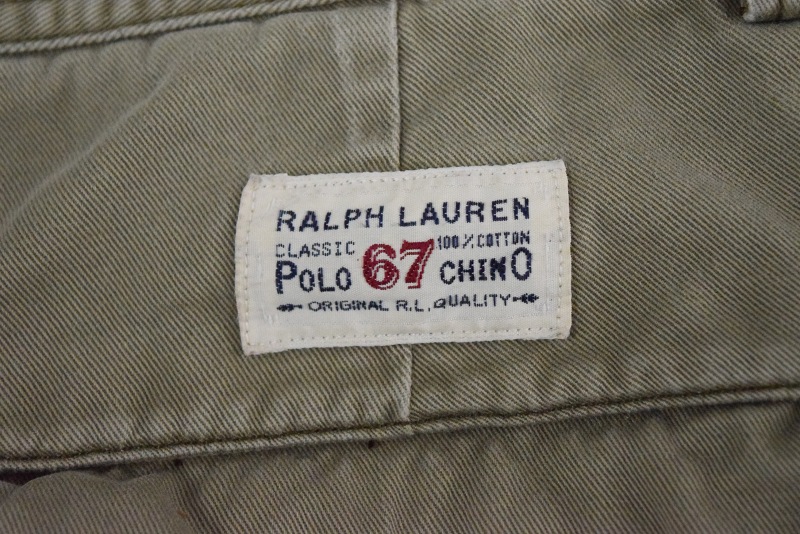 RALPH LAUREN
CLASSIC 67 100% COTTON
POLO CHINO
ORIGINAL R.L. QUALITY